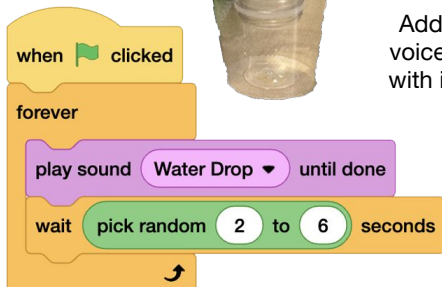 when clicked
forever
play sound Water Drop until done
wait pick random 2 to 6 seconds
Add
voice
with i